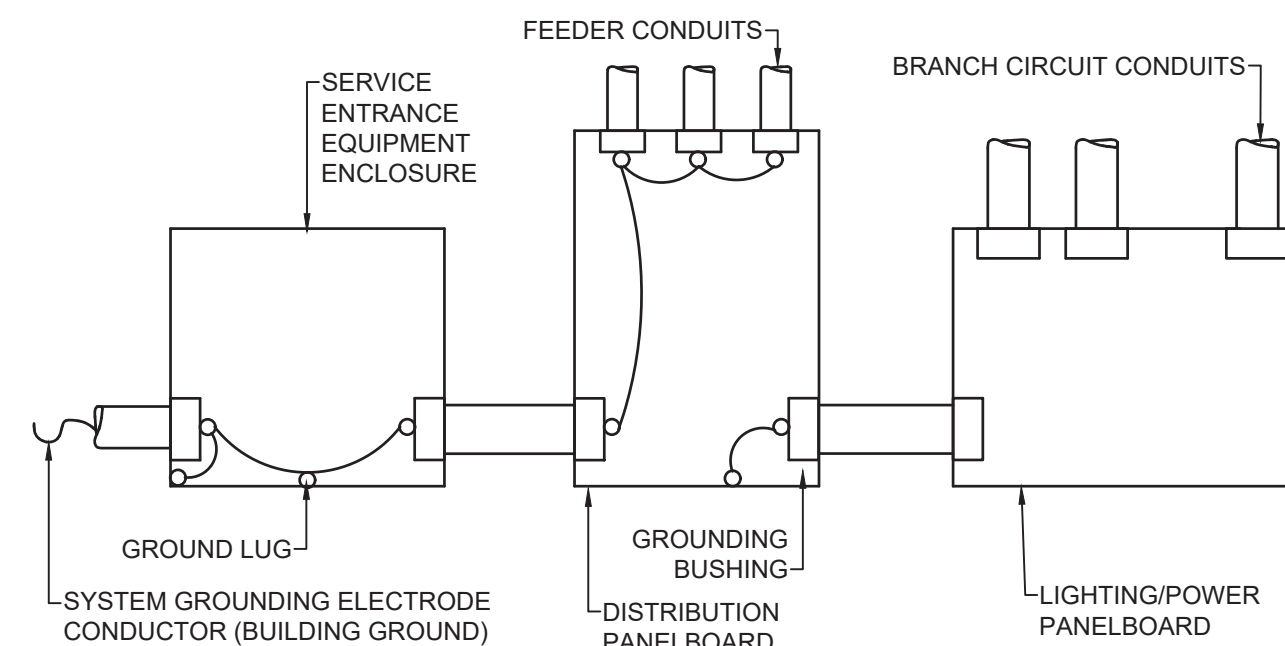 FEEDER CONDUITS
BRANCH CIRCUIT CONDUITS
SERVICE
ENTRANCE
EQUIPMENT
ENCLOSURE
GROUND LUG
GROUNDING
BUSHING
SYSTEM GROUNDING ELECTRODE
CONDUCTOR (BUILDING GROUND)
DISTRIBUTION
PANELBOARD
LIGHTING/POWER
PANELBOARD